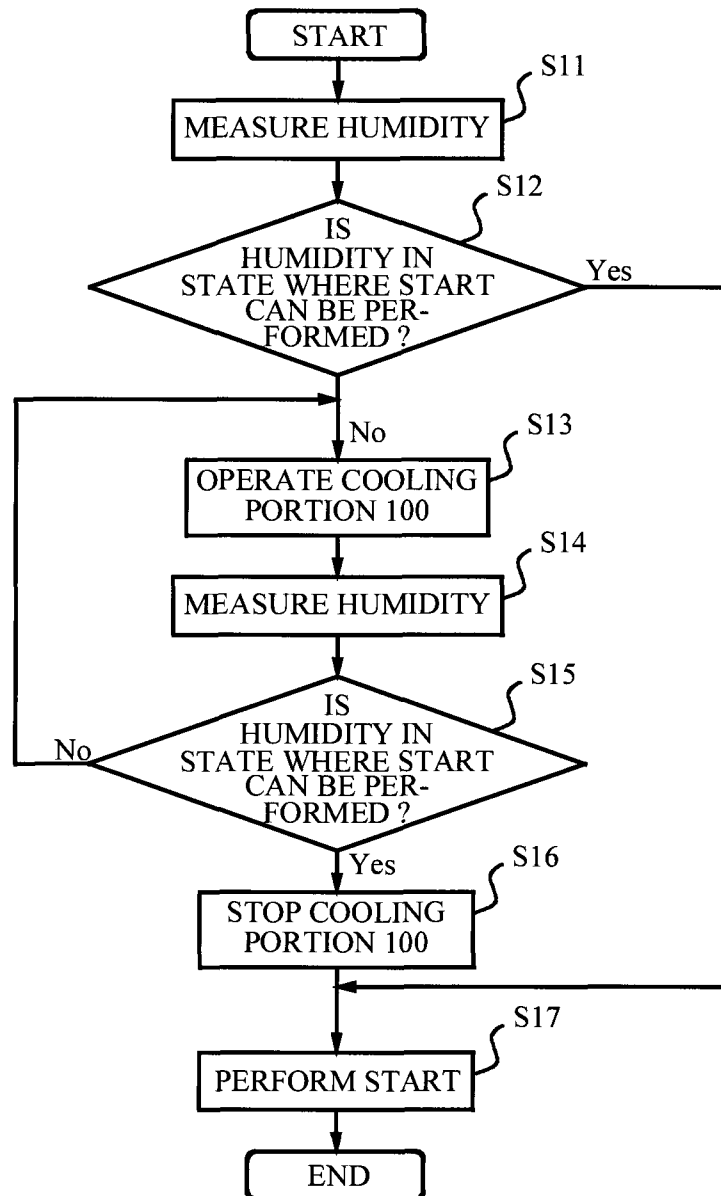 START
S11
MEASURE HUMIDITY
S12
IS
HUMIDITY IN
STATE WHERE START
CAN BE PER-
FORMED ?
Yes
No
S13
OPERATE COOLING
PORTION 100
S14
MEASURE HUMIDITY
S15
IS
HUMIDITY IN
STATE WHERE START
CAN BE PER-
FORMED ?
No
Yes
S16
STOP COOLING
PORTION 100
S17
PERFORM START
END